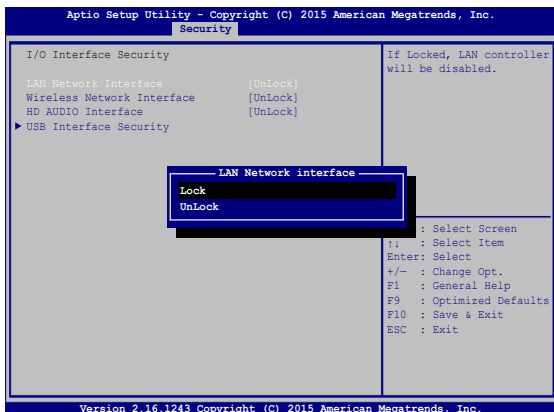 Aptio Setup Utility - Copyright (C) 2015 American Megatrends, Inc.
Security
I/O Interface Security
LAN Network Interface [UnLock]
Wireless Network Interface [UnLock]
HD AUDIO Interface [UnLock]
USB Interface Security
If Locked, LAN controller
will be disabled.
LAN Network interface
Lock
UnLock
: Select Screen
↑↓ : Select Item
Enter: Select
+/— : Change Opt.
F1 : General Help
F9 : Optimized Defaults
F10 : Save & Exit
ESC : Exit
Version 2.16.1243 Copyright (C) 2015 American Megatrends, Inc.